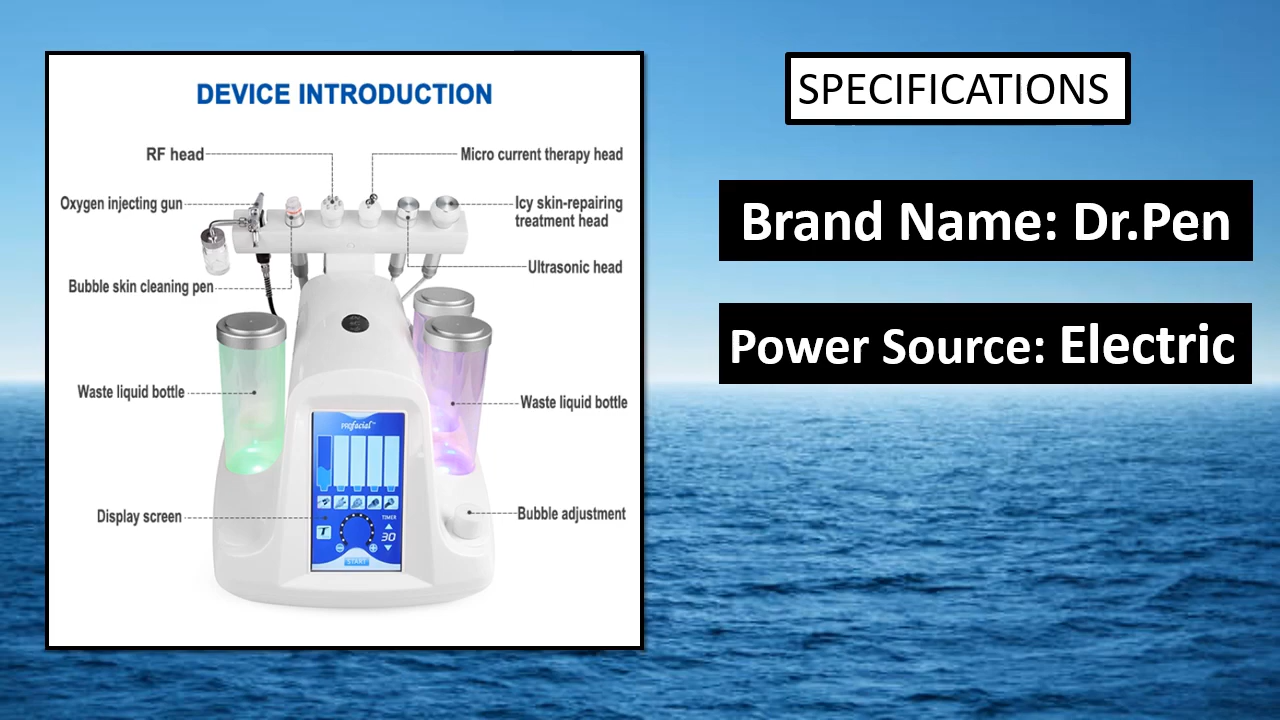 DEVICE INTRODUCTION
RF head
Micro current therapy head
Oxygen injecting gun
Icy skin-repairing
treatment head
Ultrasonic head
Bubble skin cleaning pen
Waste liquid bottle
Waste liquid bottle
Display screen
Bubble adjustment
PROfacial
TIMER
T
30
START
SPECIFICATIONS
Brand Name: Dr.Pen
Power Source: Electric